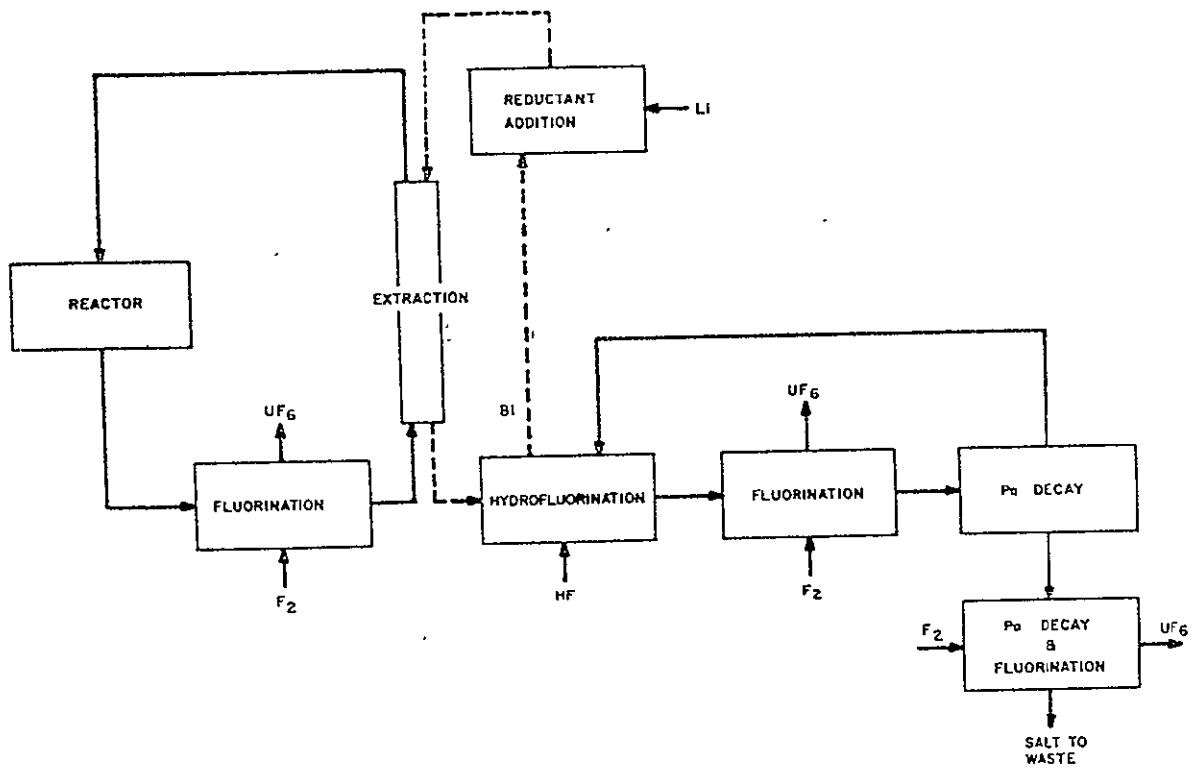 REDUCTANT
ADDITION
LI
REACTOR
EXTRACTION
BI
UF6
UF6
FLUORINATION
HYDROFLUORINATION
FLUORINATION
Pa DECAY
F2
HF
F2
F2
Pa DECAY
&
FLUORINATION
UF6
SALT TO
WASTE